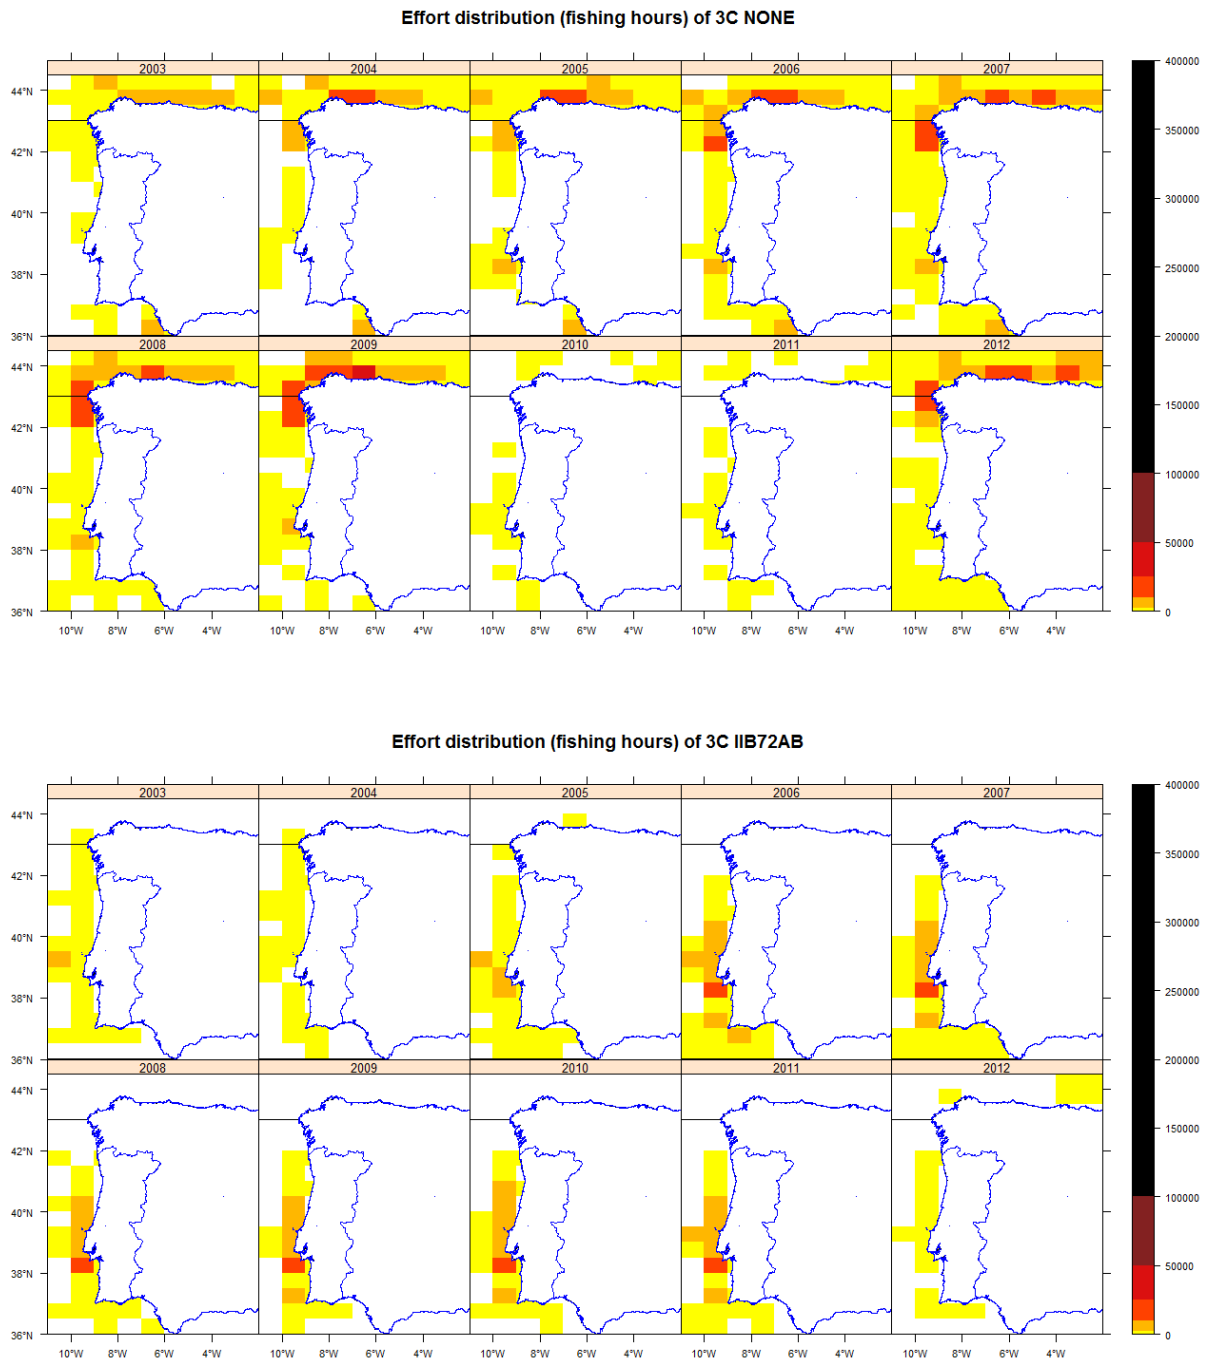 Effort distribution (fishing hours) of 3C NONE
2003 2004 2005 2006 2007
400000
350000
300000
250000
200000
150000
100000
50000
0
44°N
42°N
40°N
38°N
36°N
2008 2009 2010 2011 2012
44°N
42°N
40°N
38°N
36°N
10°W 8°W 6°W 4°W 10°W 8°W 6°W 4°W 10°W 8°W 6°W 4°W 10°W 8°W 6°W 4°W 10°W 8°W 6°W 4°W
Effort distribution (fishing hours) of 3C IIB72AB
2003 2004 2005 2006 2007
400000
350000
300000
250000
200000
150000
100000
50000
0
44°N
42°N
40°N
38°N
36°N
2008 2009 2010 2011 2012
44°N
42°N
40°N
38°N
36°N
10°W 8°W 6°W 4°W 10°W 8°W 6°W 4°W 10°W 8°W 6°W 4°W 10°W 8°W 6°W 4°W 10°W 8°W 6°W 4°W